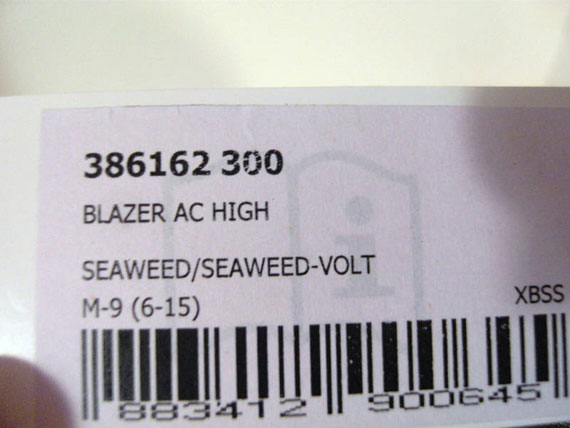 386162 300
BLAZER AC HIGH
SEAWEED/SEAWEED-VOLT
M-9 (6-15)
XBSS
883412 900645